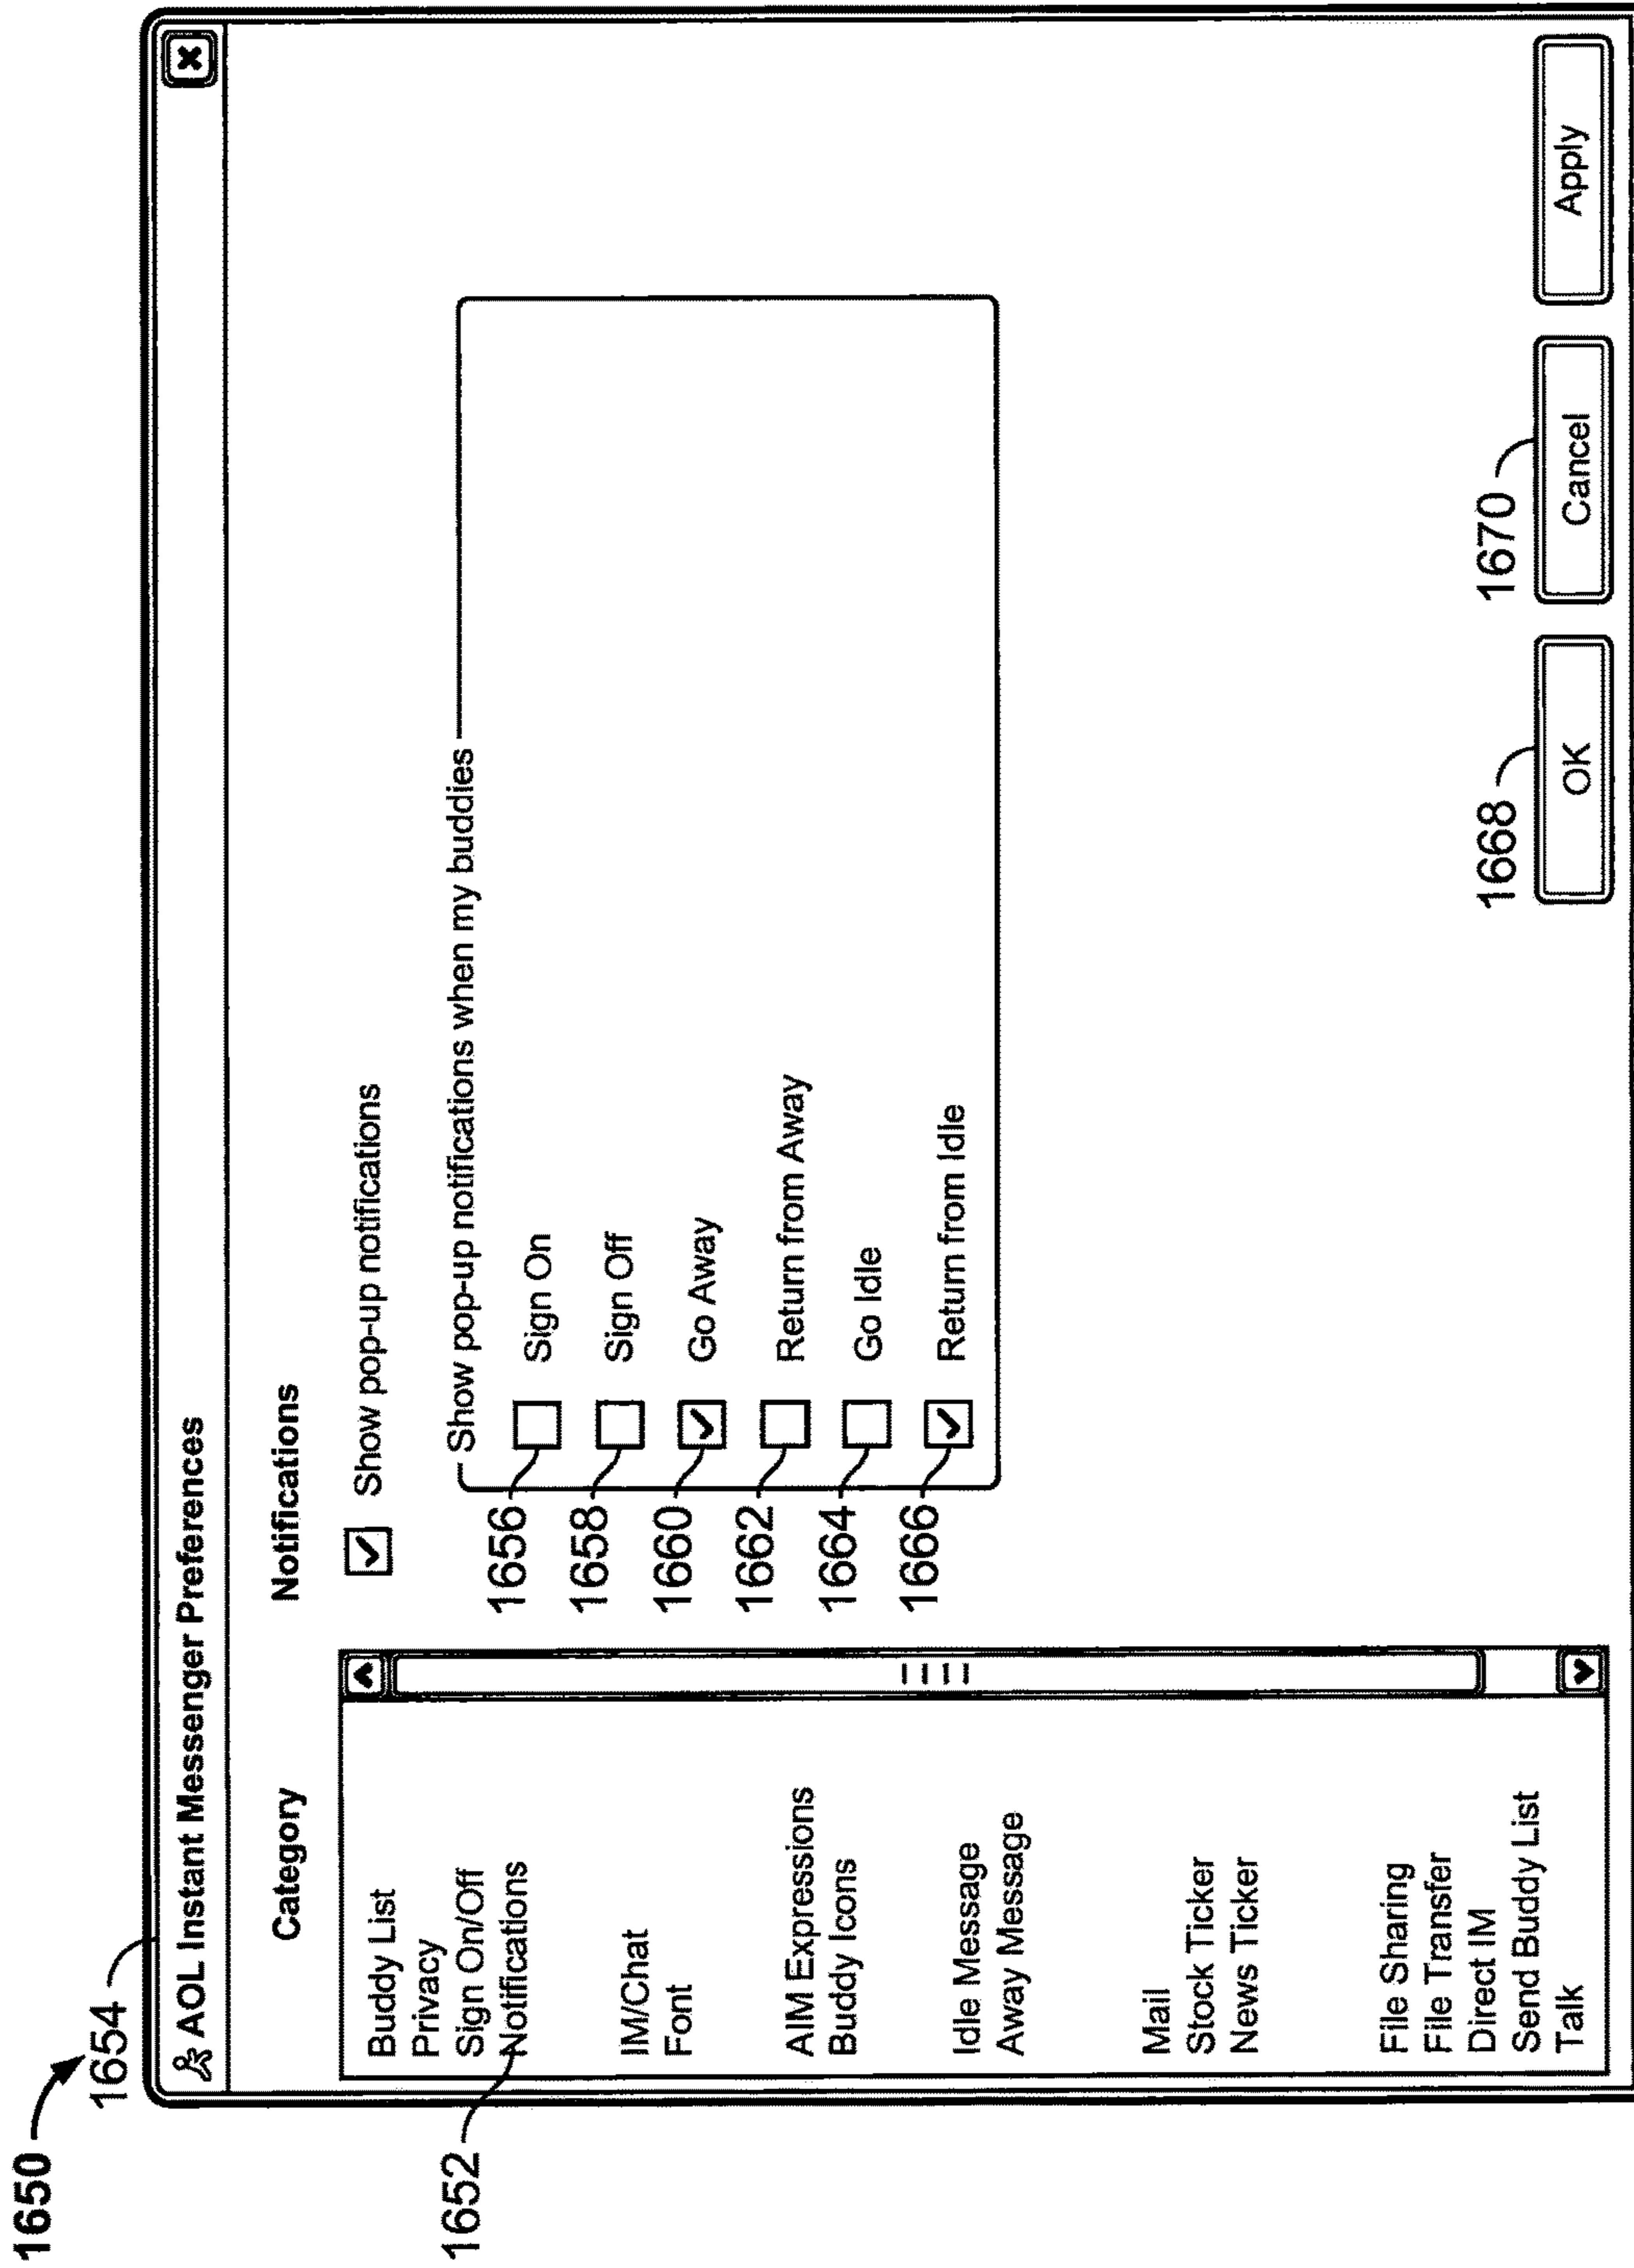 1650
1654
AOL Instant Messenger Preferences
Category
Notifications
1652
Buddy List
Privacy
Sign On/Off
Notifications
IM/Chat
Font
AIM Expressions
Buddy Icons
Idle Message
Away Message
Mail
Stock Ticker
News Ticker
File Sharing
File Transfer
Direct IM
Send Buddy List
Talk
Show pop-up notifications
Show pop-up notifications when my buddies
1656 Sign On
1658 Sign Off
1660 Go Away
1662 Return from Away
1664 Go Idle
1666 Return from Idle
1668
1670
OK
Cancel
Apply